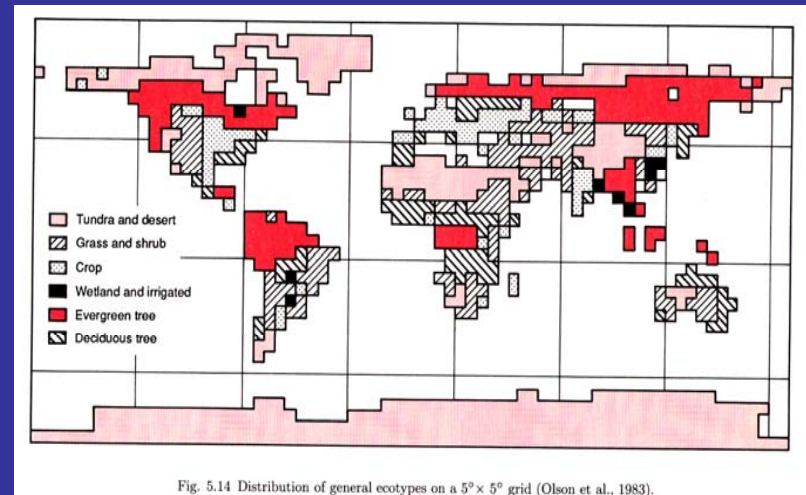 Tundra and desert
Grass and shrub
Crop
Wetland and irrigated
Evergreen tree
Deciduous tree
Fig. 5.14 Distribution of general ecotypes on a 5° × 5° grid (Olson et al., 1983).